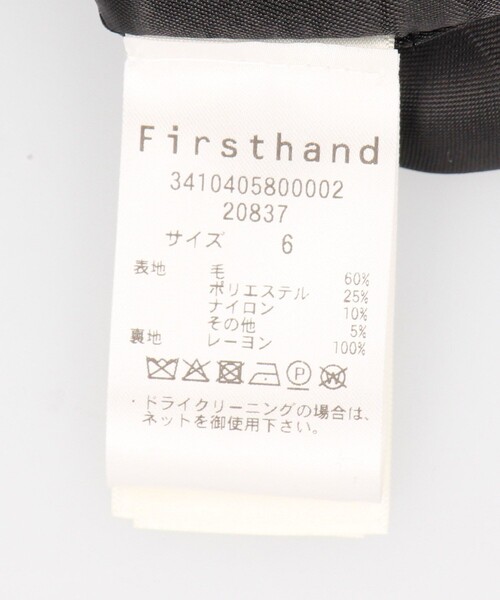 Firsthand
3410405800002
20837
サイズ 6
表地 毛 60%
ポリエステル 25%
ナイロン 10%
その他 5%
裏地 レーヨン 100%
P W
・ドライクリーニングの場合は、
ネットを御使用下さい。